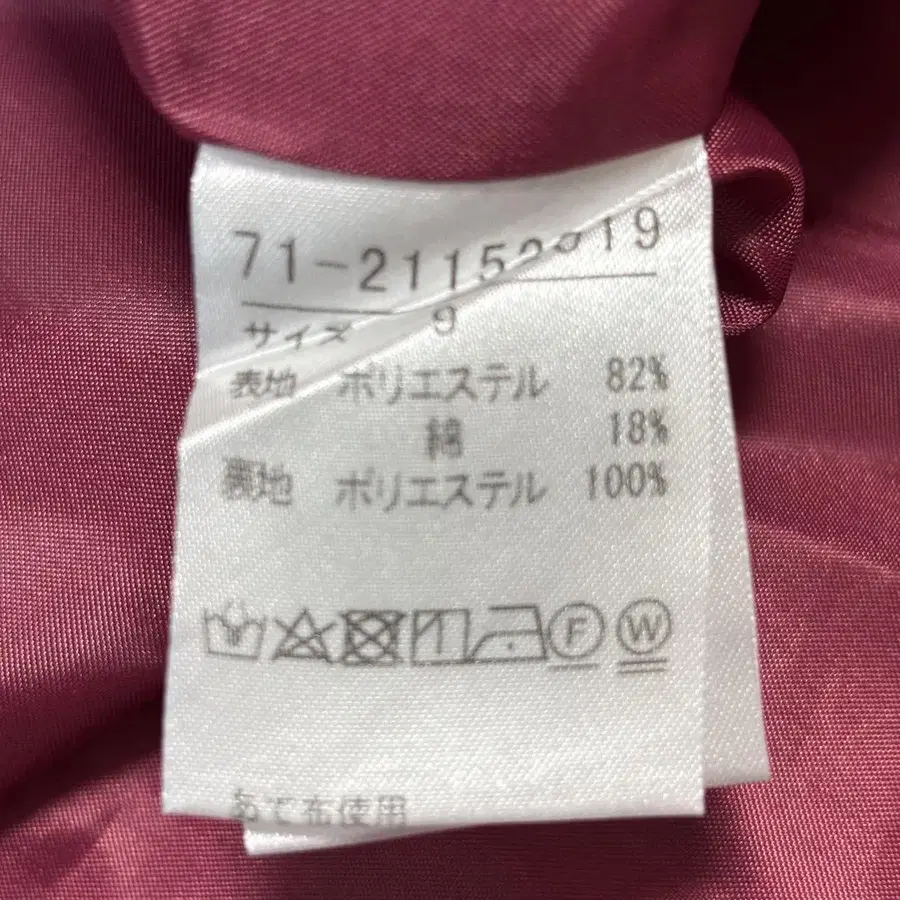 サイズ 9
表地 ポリエステル 82%
綿 18%
裏地 ポリエステル 100%
F W
あて布使用